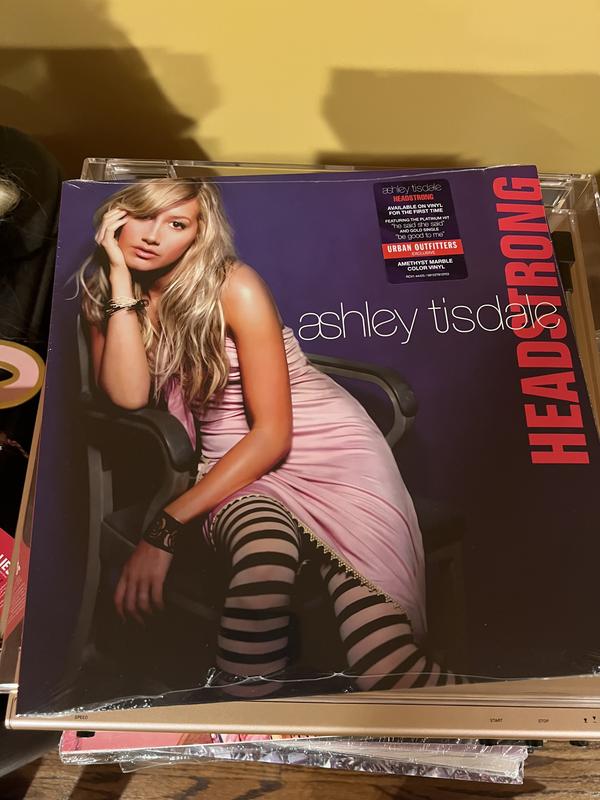 ashley tisdale
HEADSTRONG
AVAILABLE ON VINYL
FOR THE FIRST TIME
FEATURING THE PLATINUM HIT
"he said she said"
AND GOLD SINGLE
"be good to me"
URBAN OUTFITTERS
EXCLUSIVE
AMETHYST MARBLE
COLOR VINYL
ashley tisdale
HEADSTRONG
SPEED
START
STOP